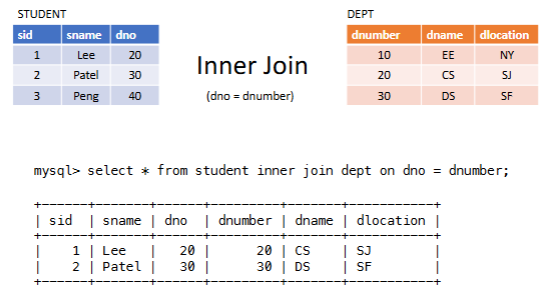 STUDENT DEPT
sid sname dno dnumber dname dlocation
1 Lee 20 10 EE NY
2 Patel 30 Inner Join 20 CS SJ
3 Peng 40 (dno = dnumber) 30 DS SF
mysql> select * from student inner join dept on dno = dnumber;
+------+-------+------+---------+-------+-----------+
| sid | sname | dno | dnumber | dname | dlocation |
+------+-------+------+---------+-------+-----------+
| 1 | Lee | 20 | 20 | CS | SJ |
| 2 | Patel | 30 | 30 | DS | SF |
+------+-------+------+---------+-------+-----------+